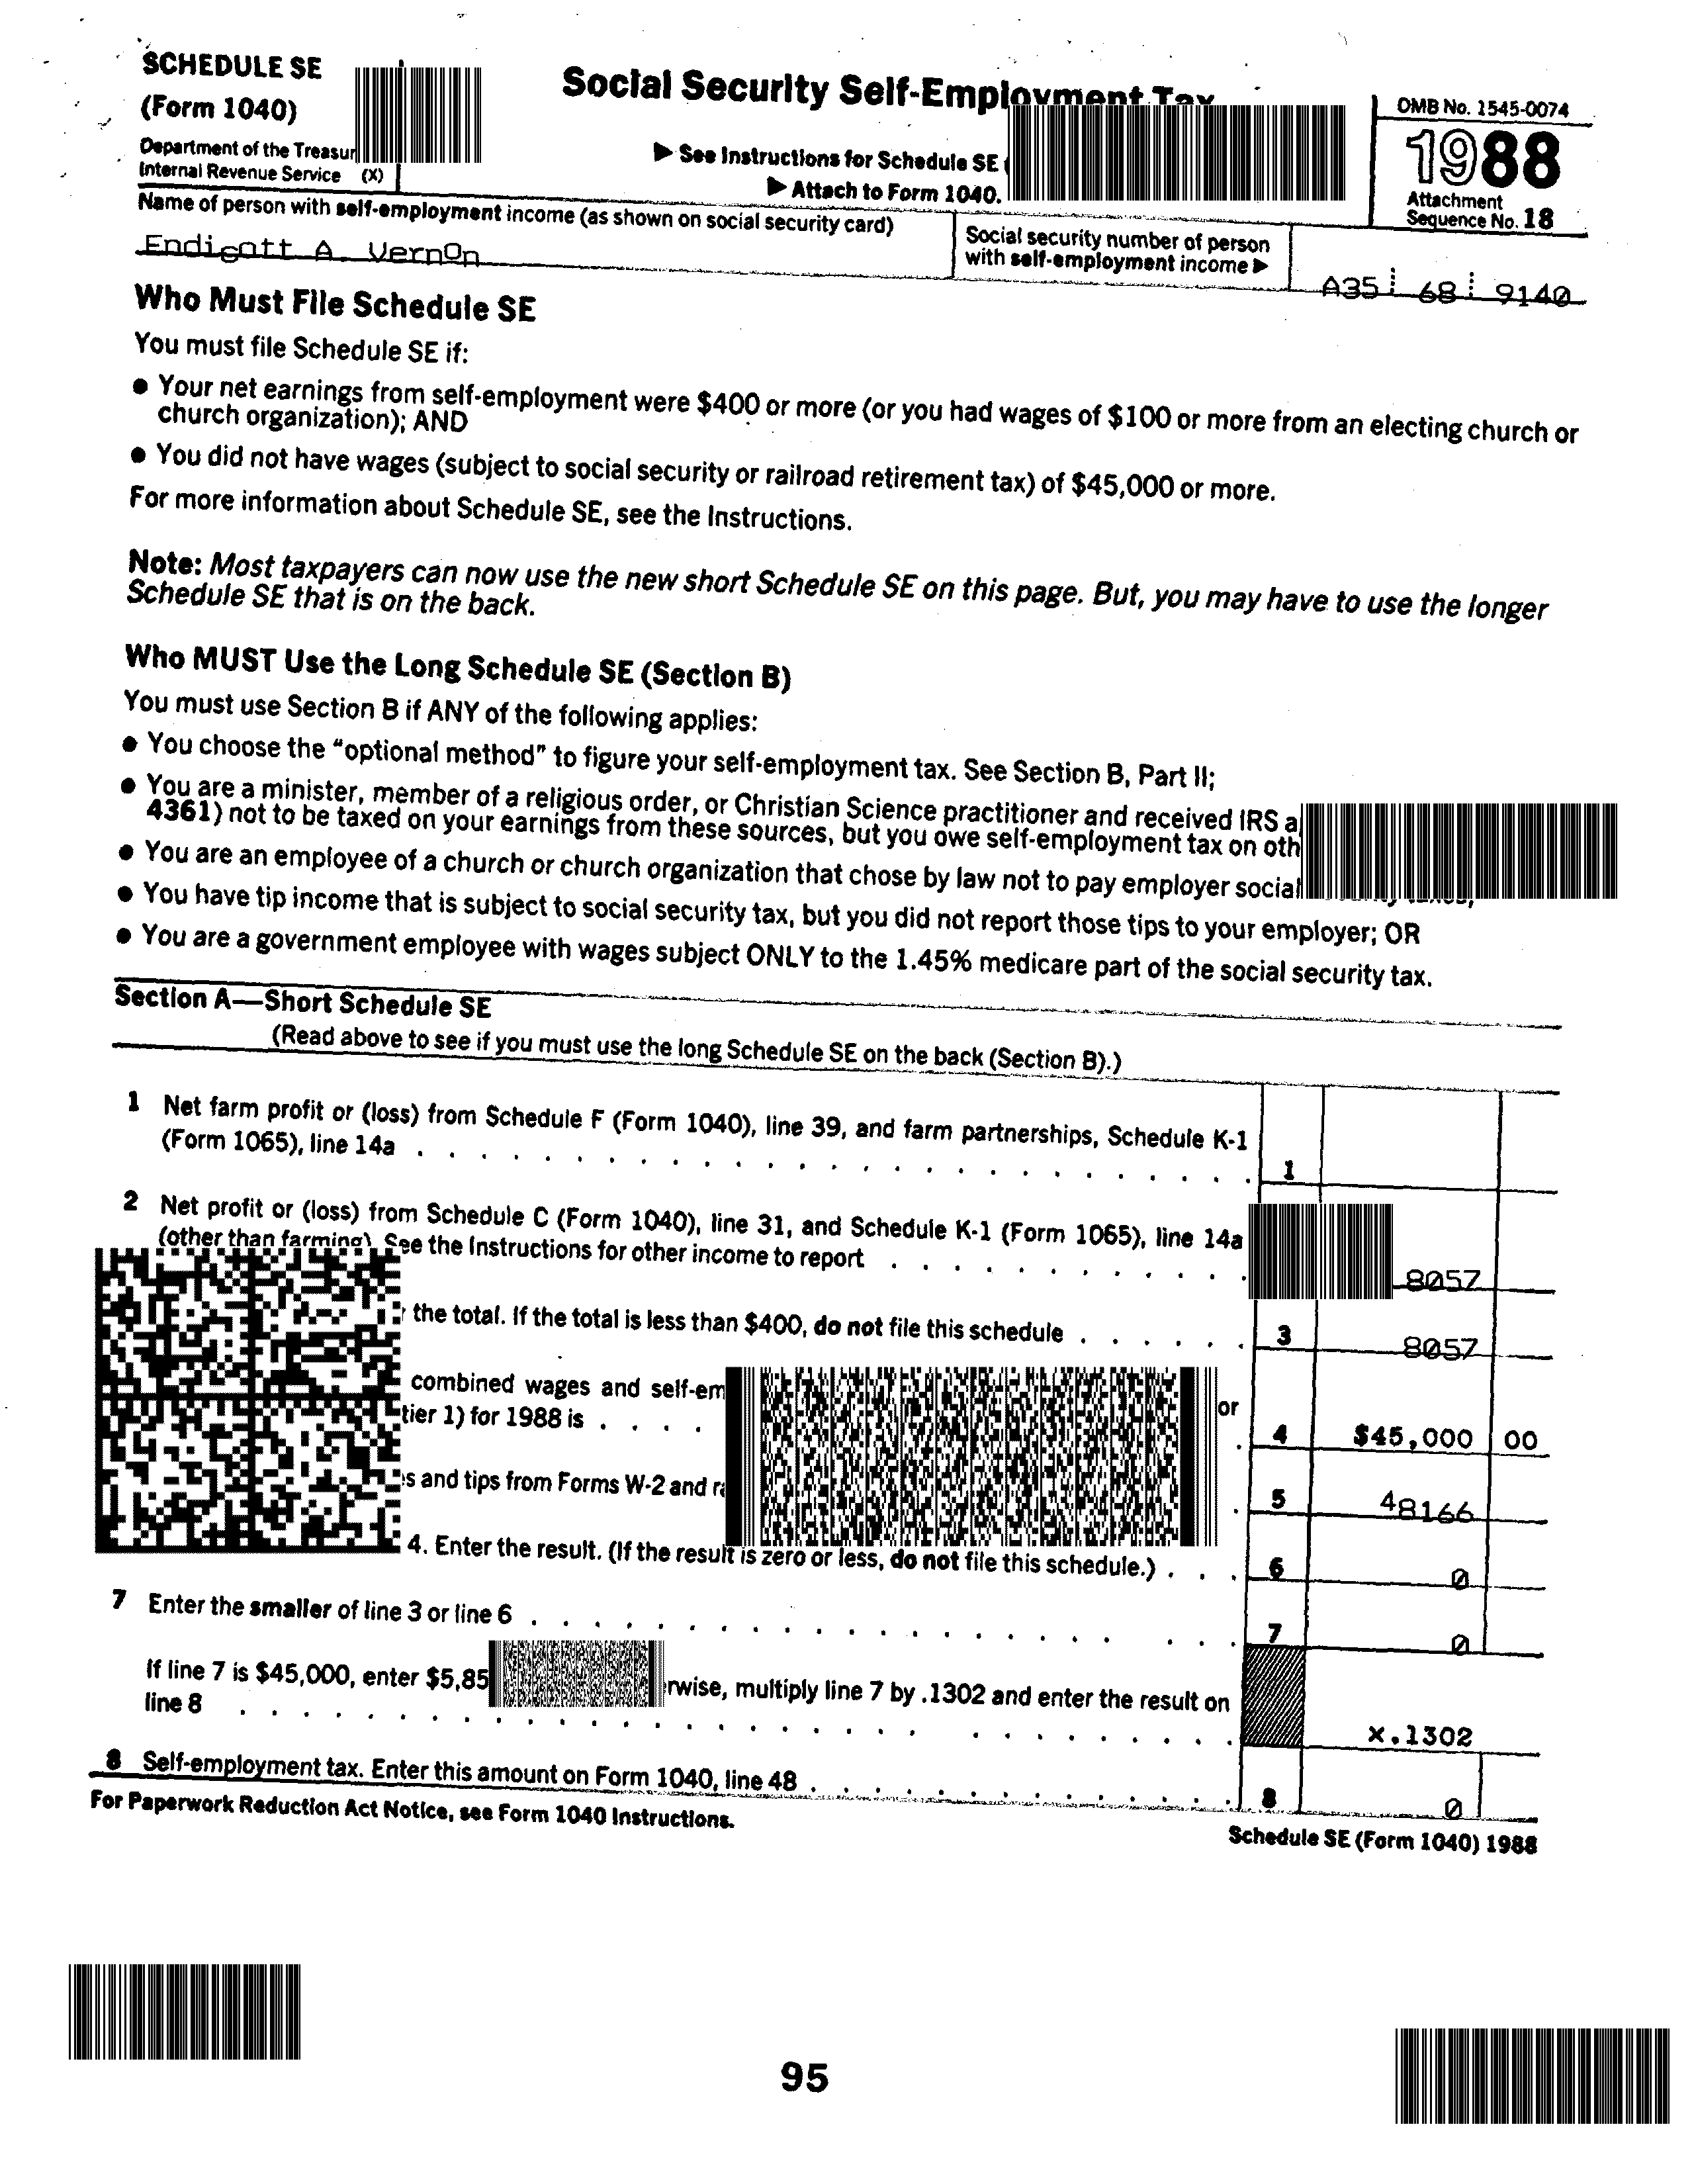 SCHEDULE SE
(Form 1040)
Department of the
Internal Revenue Service (X)
Social Security Self-Employment Tax
▶ See Instructions for Schedule SE
▶ Attach to Form 1040.
OMB No. 1545-0074
1988
Attachment
Sequence No. 18
Name of person with self-employment income (as shown on social security card)
Endicott A Vernon
Social security number of person
with self-employment income ▶
A35 68 9140
Who Must File Schedule SE
You must file Schedule SE if:
● Your net earnings from self-employment were $400 or more (or you had wages of $100 or more from an electing church or
church organization); AND
● You did not have wages (subject to social security or railroad retirement tax) of $45,000 or more.
For more information about Schedule SE, see the Instructions.
Note: Most taxpayers can now use the new short Schedule SE on this page. But, you may have to use the longer
Schedule SE that is on the back.
Who MUST Use the Long Schedule SE (Section B)
You must use Section B if ANY of the following applies:
● You choose the "optional method" to figure your self-employment tax. See Section B, Part II;
● You are a minister, member of a religious order, or Christian Science practitioner and received IRS
4361) not to be taxed on your earnings from these sources, but you owe self-employment tax on
● You are an employee of a church or church organization that chose by law not to pay employer social
● You have tip income that is subject to social security tax, but you did not report those tips to your employer; OR
● You are a government employee with wages subject ONLY to the 1.45% medicare part of the social security tax.
Section A—Short Schedule SE
(Read above to see if you must use the long Schedule SE on the back (Section B).)
1 Net farm profit or (loss) from Schedule F (Form 1040), line 39, and farm partnerships, Schedule K-1
(Form 1065), line 14a . . . . . . . . . . . . . . . . . . . . . . . . . . 1
2 Net profit or (loss) from Schedule C (Form 1040), line 31, and Schedule K-1 (Form 1065), line 14a
(other than farming). See the Instructions for other income to report . . . . . . . . . . . . 8057
the total. If the total is less than $400, do not file this schedule . . . . . . 3 8057
combined wages and or
tier 1) for 1988 is . . . . . 4 $45,000 00
and tips from Forms W-2 and . 5 48166
4. Enter the result. (If the result is zero or less, do not file this schedule.) . . . 6 0
7 Enter the smaller of line 3 or line 6 . . . . . . . . . . . . . . . . . . . . . . 7 0
If line 7 is $45,000, enter multiply line 7 by .1302 and enter the result on
line 8 . . . . . . . . . . . . . . . . . . . . . . . . . . . . . . x.1302
8 Self-employment tax. Enter this amount on Form 1040, line 48 . . . . . . . . . . . . . . 8 0
For Paperwork Reduction Act Notice, see Form 1040 Instructions.
Schedule SE (Form 1040) 1988
95